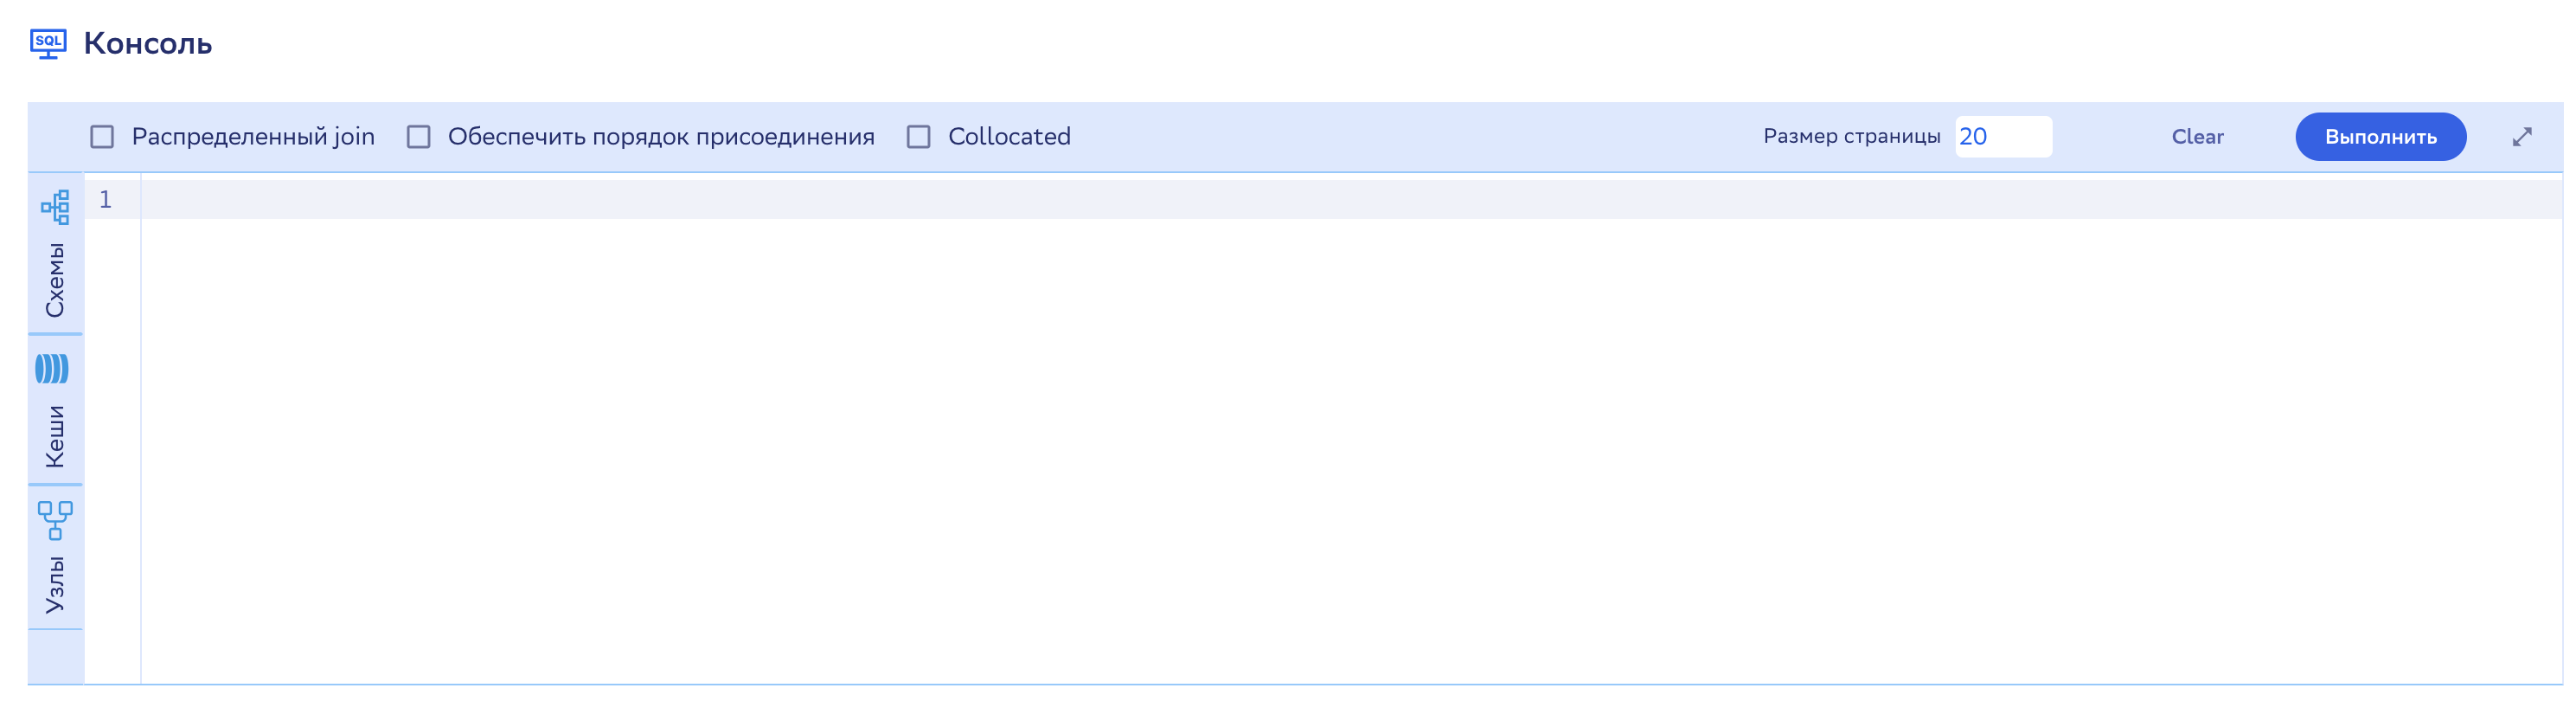 SQL Консоль
Распределенный join Обеспечить порядок присоединения Collocated Размер страницы 20 Clear Выполнить
1
Схемы
Кеши
Узлы